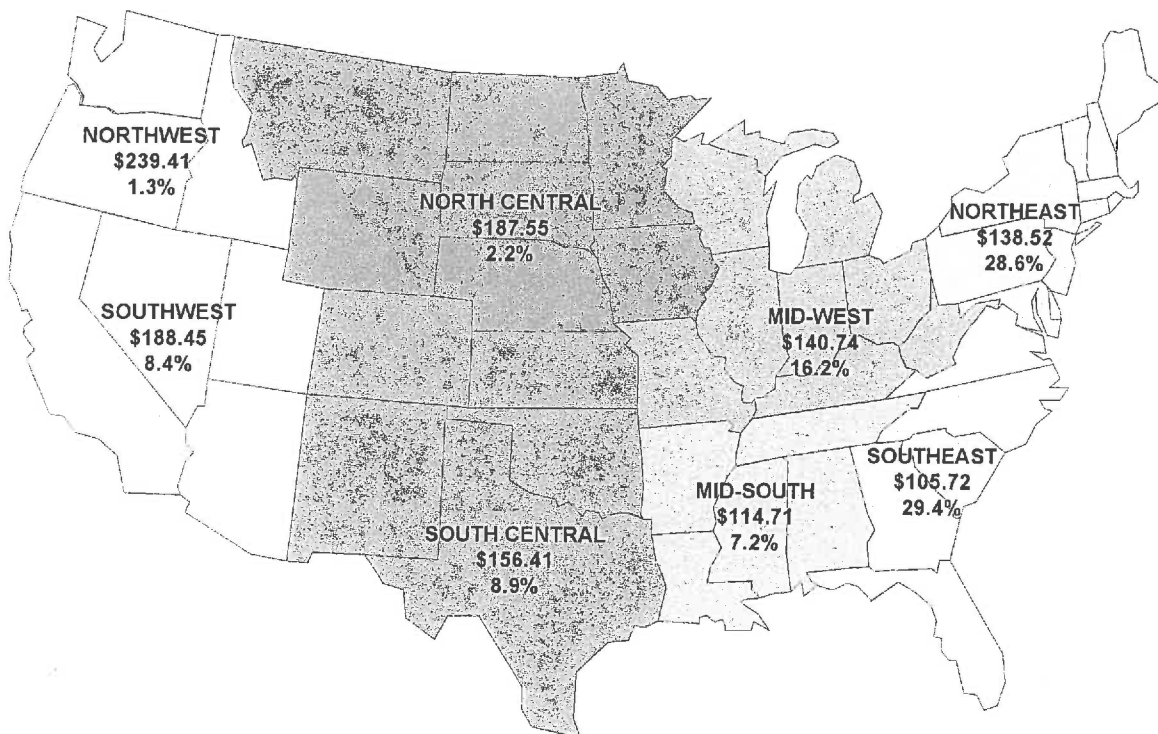 NORTHWEST
$239.41
1.3%
NORTH CENTRAL
$187.55
2.2%
NORTHEAST
$138.52
28.6%
SOUTHWEST
$188.45
8.4%
MID-WEST
$140.74
16.2%
SOUTHEAST
$105.72
29.4%
MID-SOUTH
$114.71
7.2%
SOUTH CENTRAL
$156.41
8.9%